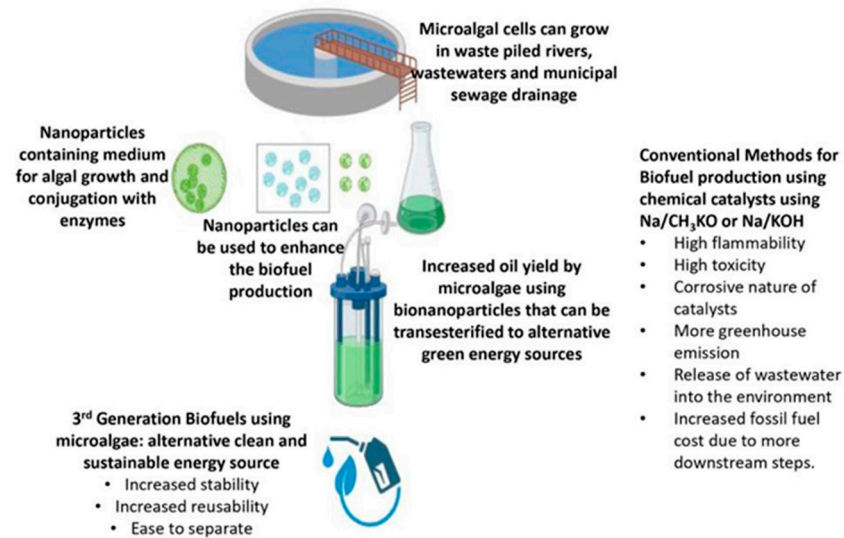 Microalgal cells can grow
in waste piled rivers,
wastewaters and municipal
sewage drainage
Nanoparticles
containing medium
for algal growth and
conjugation with
enzymes
Nanoparticles can
be used to enhance
the biofuel
production
Increased oil yield by
microalgae using
bionanoparticles that can be
transesterified to alternative
green energy sources
3rd Generation Biofuels using
microalgae: alternative clean and
sustainable energy source
• Increased stability
• Increased reusability
• Ease to separate
Conventional Methods for
Biofuel production using
chemical catalysts using
Na/CH₃KO or Na/KOH
• High flammability
• High toxicity
• Corrosive nature of
catalysts
• More greenhouse
emission
• Release of wastewater
into the environment
• Increased fossil fuel
cost due to more
downstream steps.